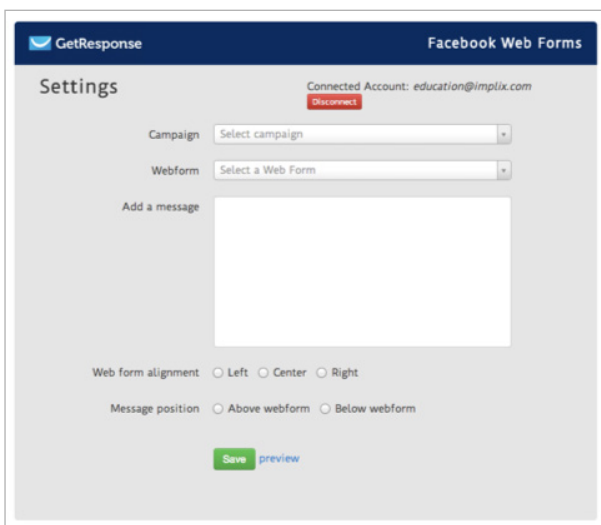 GetResponse Facebook Web Forms
Settings
Connected Account: education@implix.com
Disconnect
Campaign Select campaign
Webform Select a Web Form
Add a message
Web form alignment Left Center Right
Message position Above webform Below webform
Save preview